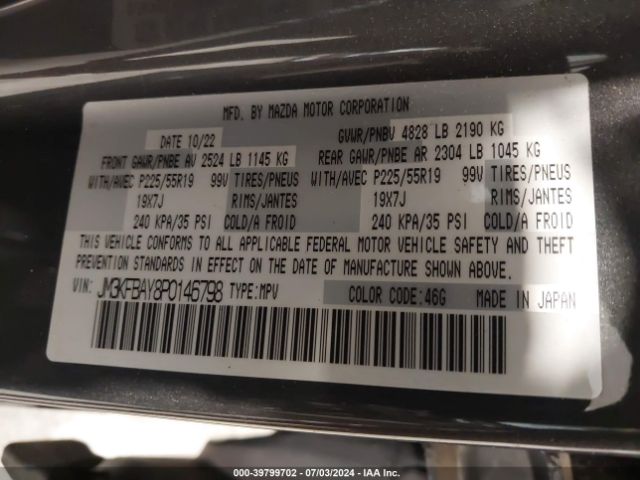 MFD. BY MAZDA MOTOR CORPORATION
DATE 10/22 GVWR/PNBV 4828 LB 2190 KG
FRONT GAWR/PNBE AV 2524 LB 1145 KG REAR GAWR/PNBE AR 2304 LB 1045 KG
WITH/AVEC P225/55R19 99V TIRES/PNEUS WITH/AVEC P225/55R19 99V TIRES/PNEUS
19X7J RIMS/JANTES 19X7J RIMS/JANTES
240 KPA/35 PSI COLD/A FROID 240 KPA/35 PSI COLD/A FROID
THIS VEHICLE CONFORMS TO ALL APPLICABLE FEDERAL MOTOR VEHICLE SAFETY AND THEFT
PREVENTION STANDARDS IN EFFECT ON THE DATE OF MANUFACTURE SHOWN ABOVE.
VIN: JM3KFBAY8P0146798 TYPE:MPV COLOR CODE:46G MADE IN JAPAN
000-39799702 - 07/03/2024 - IAA Inc.